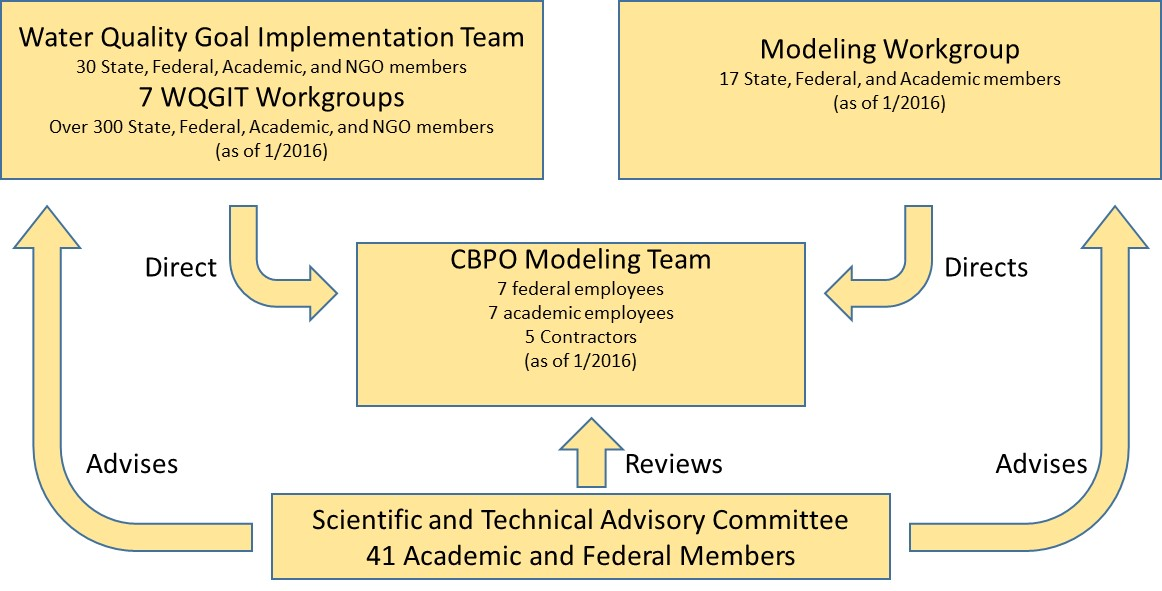 Water Quality Goal Implementation Team
30 State, Federal, Academic, and NGO members
7 WQGIT Workgroups
Over 300 State, Federal, Academic, and NGO members
(as of 1/2016)
Modeling Workgroup
17 State, Federal, and Academic members
(as of 1/2016)
Direct
CBPO Modeling Team
7 federal employees
7 academic employees
5 Contractors
(as of 1/2016)
Directs
Advises
Reviews
Advises
Scientific and Technical Advisory Committee
41 Academic and Federal Members